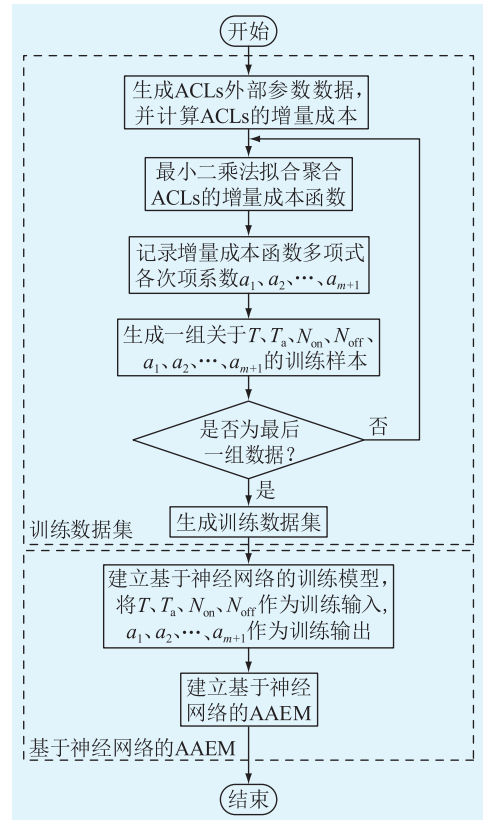 开始
生成ACLs外部参数数据，
并计算ACLs的增量成本
最小二乘法拟合聚合
ACLs的增量成本函数
记录增量成本函数多项式
各次项系数a₁、a₂、…、aₘ₊₁
生成一组关于T、Tₐ、Nₒₙ、N_off、
a₁、a₂、…、aₘ₊₁的训练样本
是否为最后
一组数据？
否
是
生成训练数据集
训练数据集
建立基于神经网络的训练模型，
将T、Tₐ、Nₒₙ、N_off作为训练输入，
a₁、a₂、…、aₘ₊₁作为训练输出
建立基于神经
网络的AAEM
基于神经网络的AAEM
结束